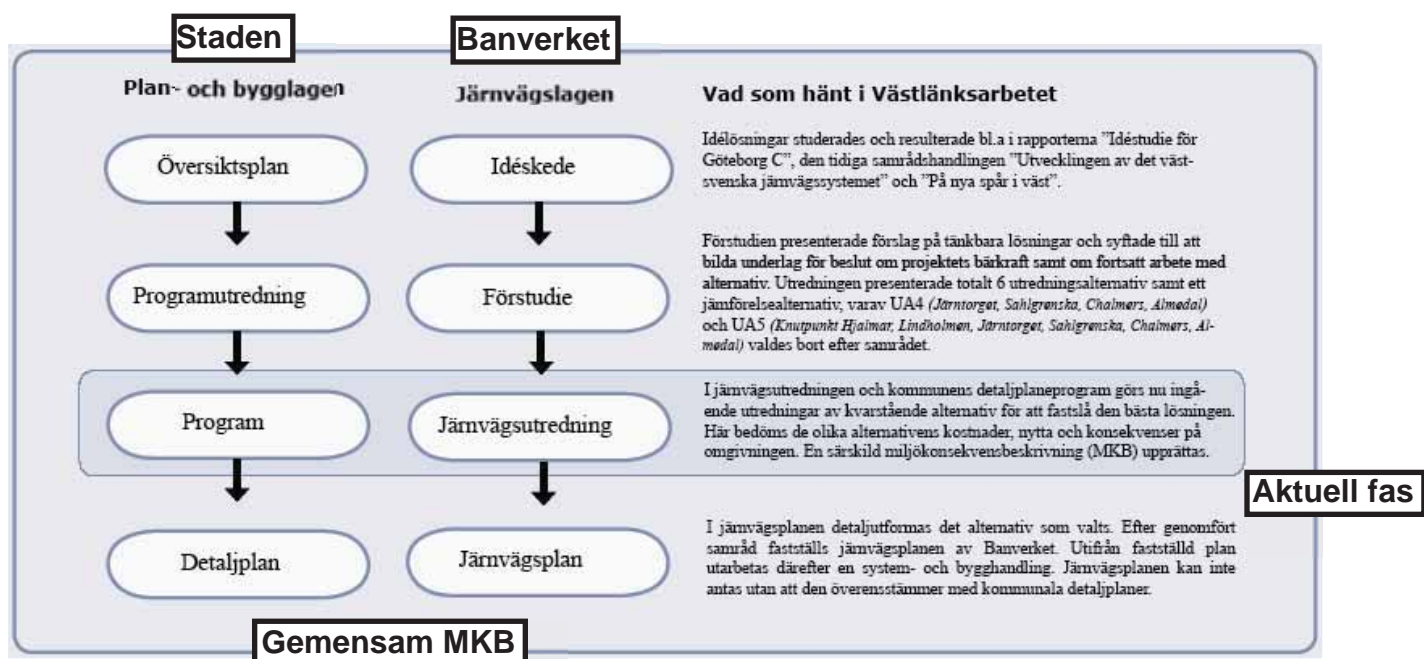 Staden
Banverket
Plan- och bygglagen
Järnvägslagen
Vad som hänt i Västlänksarbetet
Översiktsplan
Idéskede
Idélösningar studerades och resulterade bl.a i rapporterna ”Idéstudie för
Göteborg C”, den tidiga samrådshandlingen ”Utvecklingen av det väst-
svenska järnvägssystemet” och ”På nya spår i väst”.
Programutredning
Förstudie
Förstudien presenterade förslag på tänkbara lösningar och syftade till att
bilda underlag för beslut om projektets bärkraft samt om fortsatt arbete med
alternativ. Utredningen presenterade totalt 6 utredningsalternativ samt ett
jämförelsealternativ, varav UA4 (Järntorget, Sahlgrenska, Chalmers, Almedal)
och UA5 (Knutpunkt Hjalmar, Lindholmen, Järntorget, Sahlgrenska, Chalmers, Al-
medal) valdes bort efter samrådet.
Program
Järnvägsutredning
I järnvägsutredningen och kommunens detaljplaneprogram görs nu ingå-
ende utredningar av kvarstående alternativ för att fastslå den bästa lösningen.
Här bedöms de olika alternativens kostnader, nytta och konsekvenser på
omgivningen. En särskild miljökonsekvensbeskrivning (MKB) upprättas.
Aktuell fas
Detaljplan
Järnvägsplan
I järnvägsplanen detaljutformas det alternativ som valts. Efter genomfört
samråd fastställs järnvägsplanen av Banverket. Utifrån fastställd plan
utarbetas därefter en system- och bygghandling. Järnvägsplanen kan inte
antas utan att den överensstämmer med kommunala detaljplaner.
Gemensam MKB